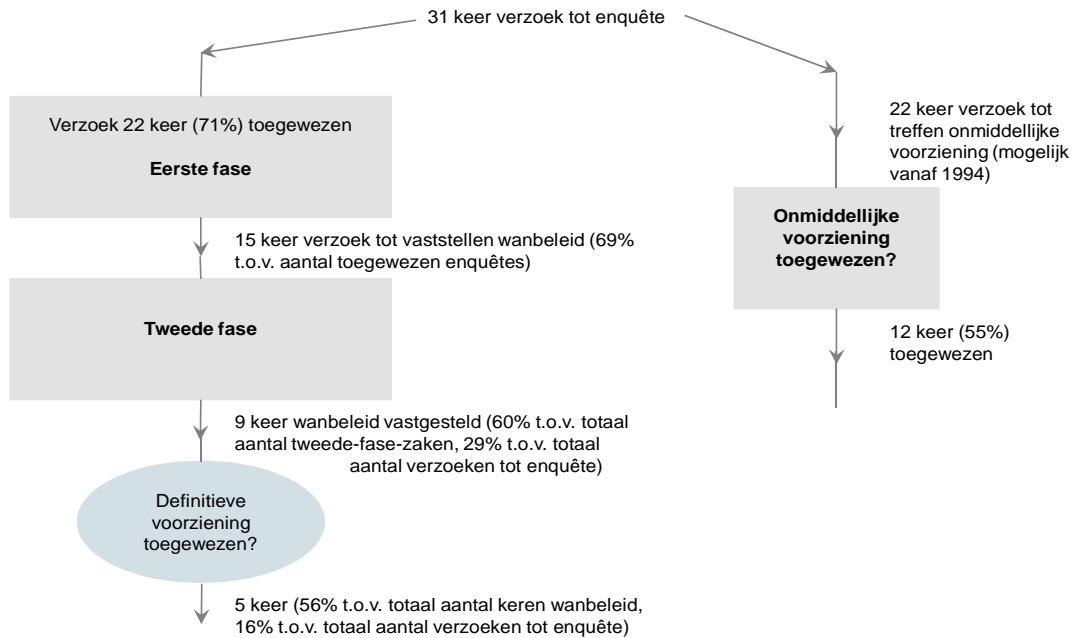 31 keer verzoek tot enquête
Verzoek 22 keer (71%) toegewezen
Eerste fase
15 keer verzoek tot vaststellen wanbeleid (69%
t.o.v. aantal toegewezen enquêtes)
Tweede fase
9 keer wanbeleid vastgesteld (60% t.o.v. totaal
aantal tweede-fase-zaken, 29% t.o.v. totaal
aantal verzoeken tot enquête)
Definitieve
voorziening
toegewezen?
5 keer (56% t.o.v. totaal aantal keren wanbeleid,
16% t.o.v. totaal aantal verzoeken tot enquête)
22 keer verzoek tot
treffen onmiddellijke
voorziening (mogelijk
vanaf 1994)
Onmiddellijke
voorziening
toegewezen?
12 keer (55%)
toegewezen